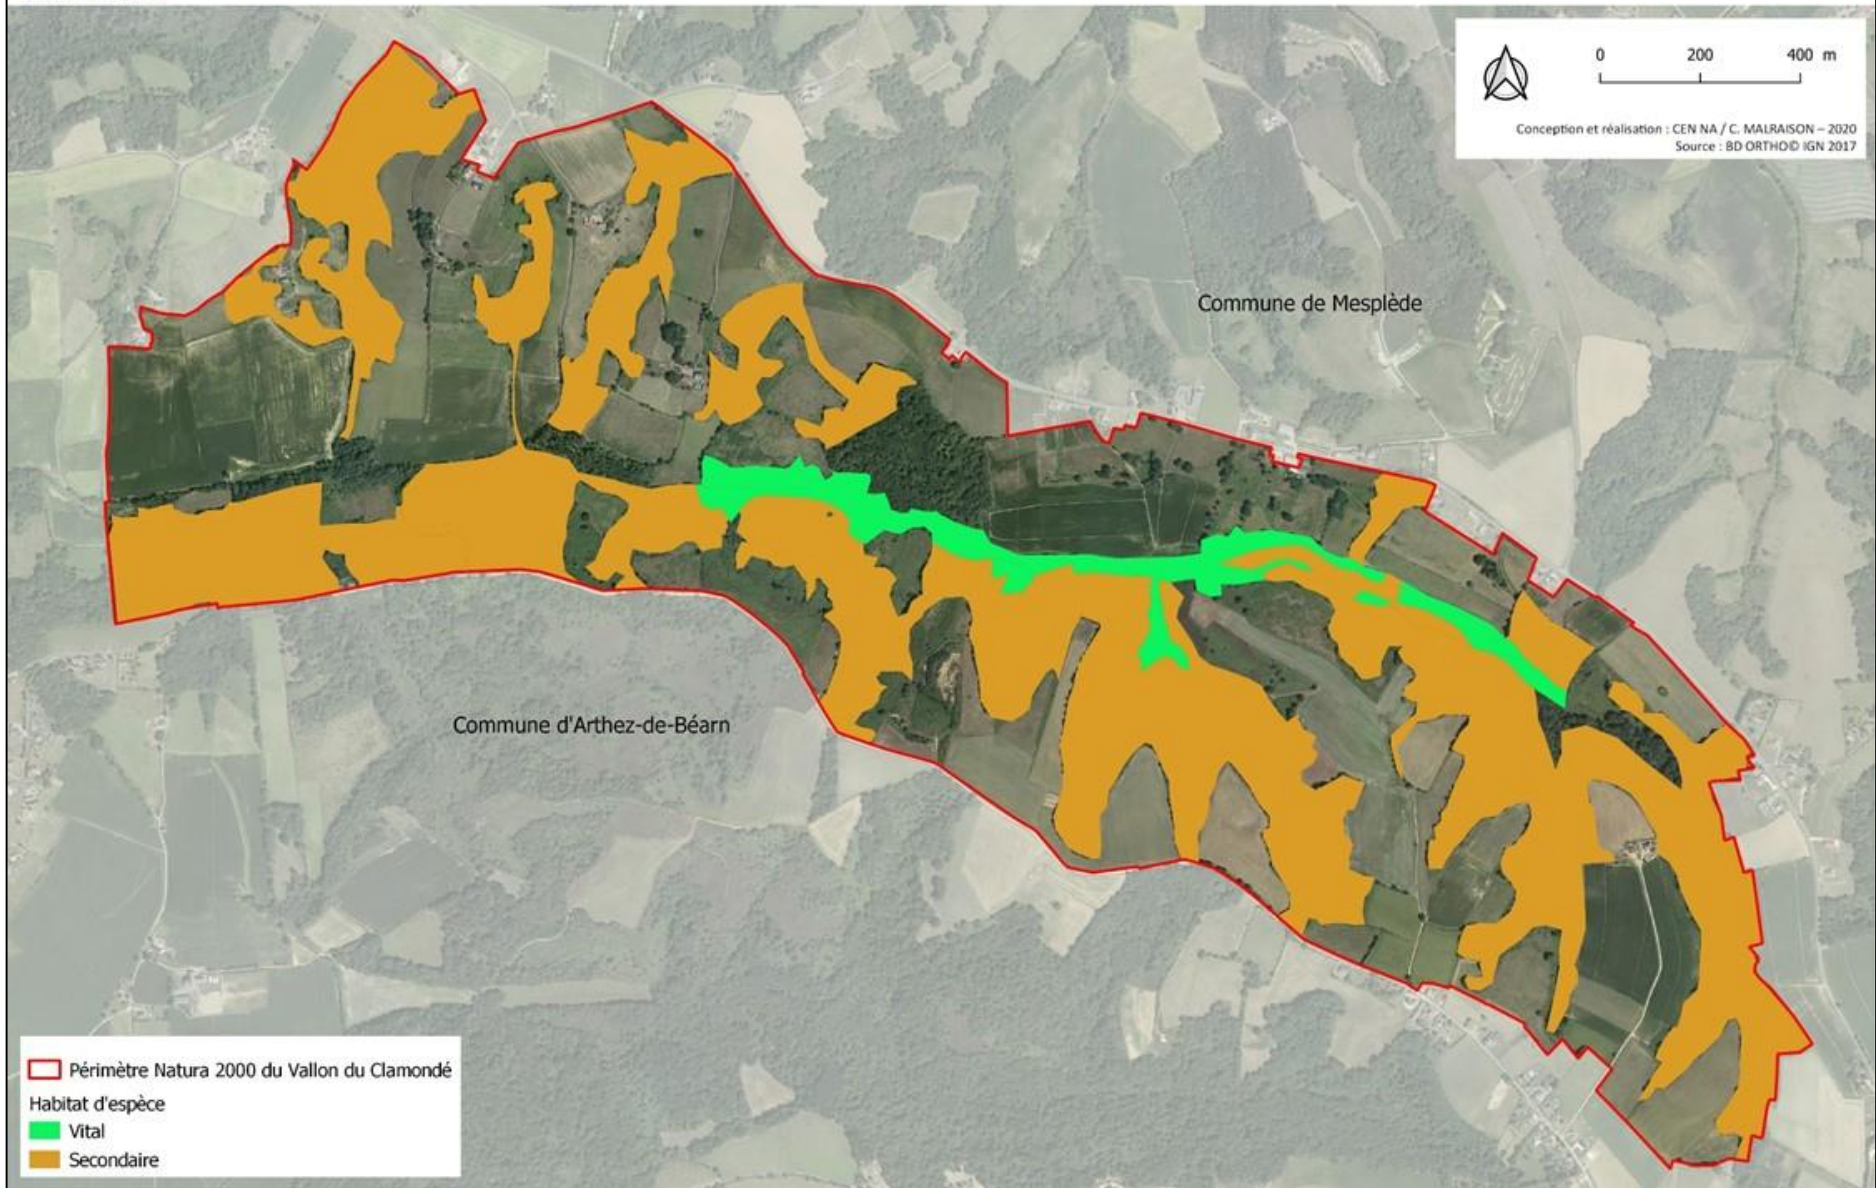 0 200 400 m
Conception et réalisation : CEN NA / C. MALRAISON – 2020
Source : BD ORTHO© IGN 2017
Commune de Mesplède
Commune d'Arthez-de-Béarn
Périmètre Natura 2000 du Vallon du Clamondé
Habitat d'espèce
Vital
Secondaire